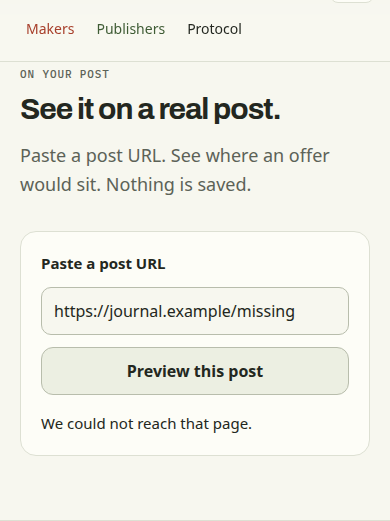 Makers Publishers Protocol
ON YOUR POST
See it on a real post.
Paste a post URL. See where an offer
would sit. Nothing is saved.
Paste a post URL
https://journal.example/missing
Preview this post
We could not reach that page.